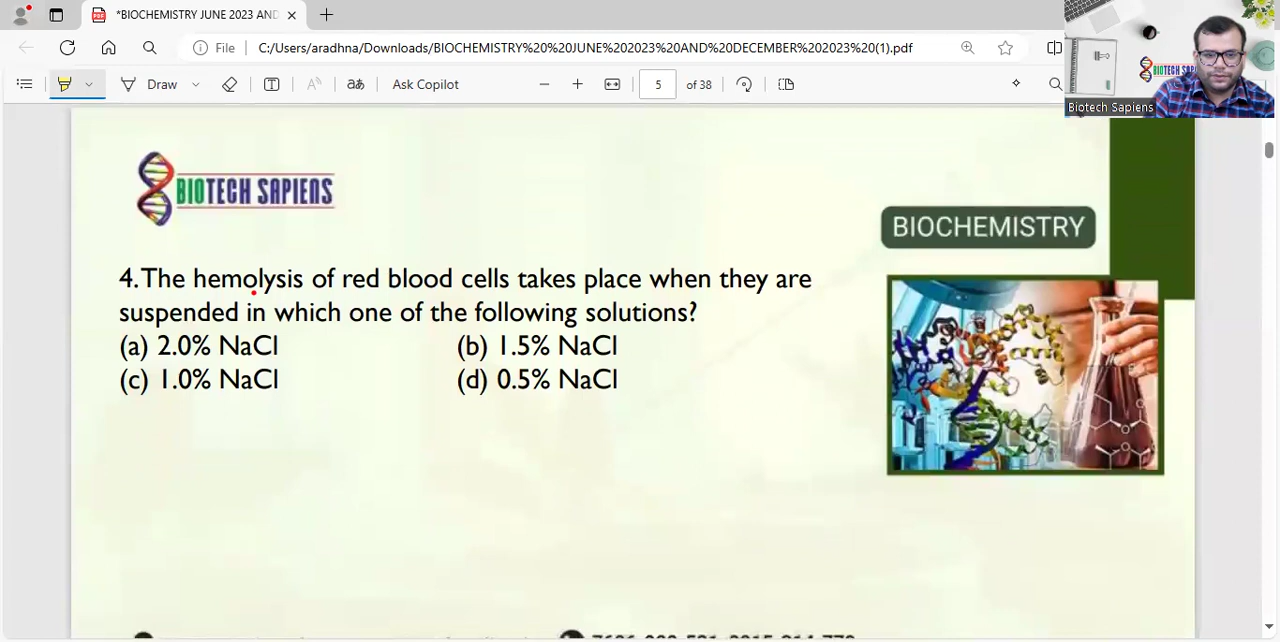 *BIOCHEMISTRY JUNE 2023 AND
File C:/Users/aradhna/Downloads/BIOCHEMISTRY%20%20JUNE%202023%20AND%20DECEMBER%202023%20(1).pdf
Draw aあ Ask Copilot 5 of 38
Biotech Sapiens
BIOTECH SAPIENS
BIOCHEMISTRY
4.The hemolysis of red blood cells takes place when they are
suspended in which one of the following solutions?
(a) 2.0% NaCl (b) 1.5% NaCl
(c) 1.0% NaCl (d) 0.5% NaCl